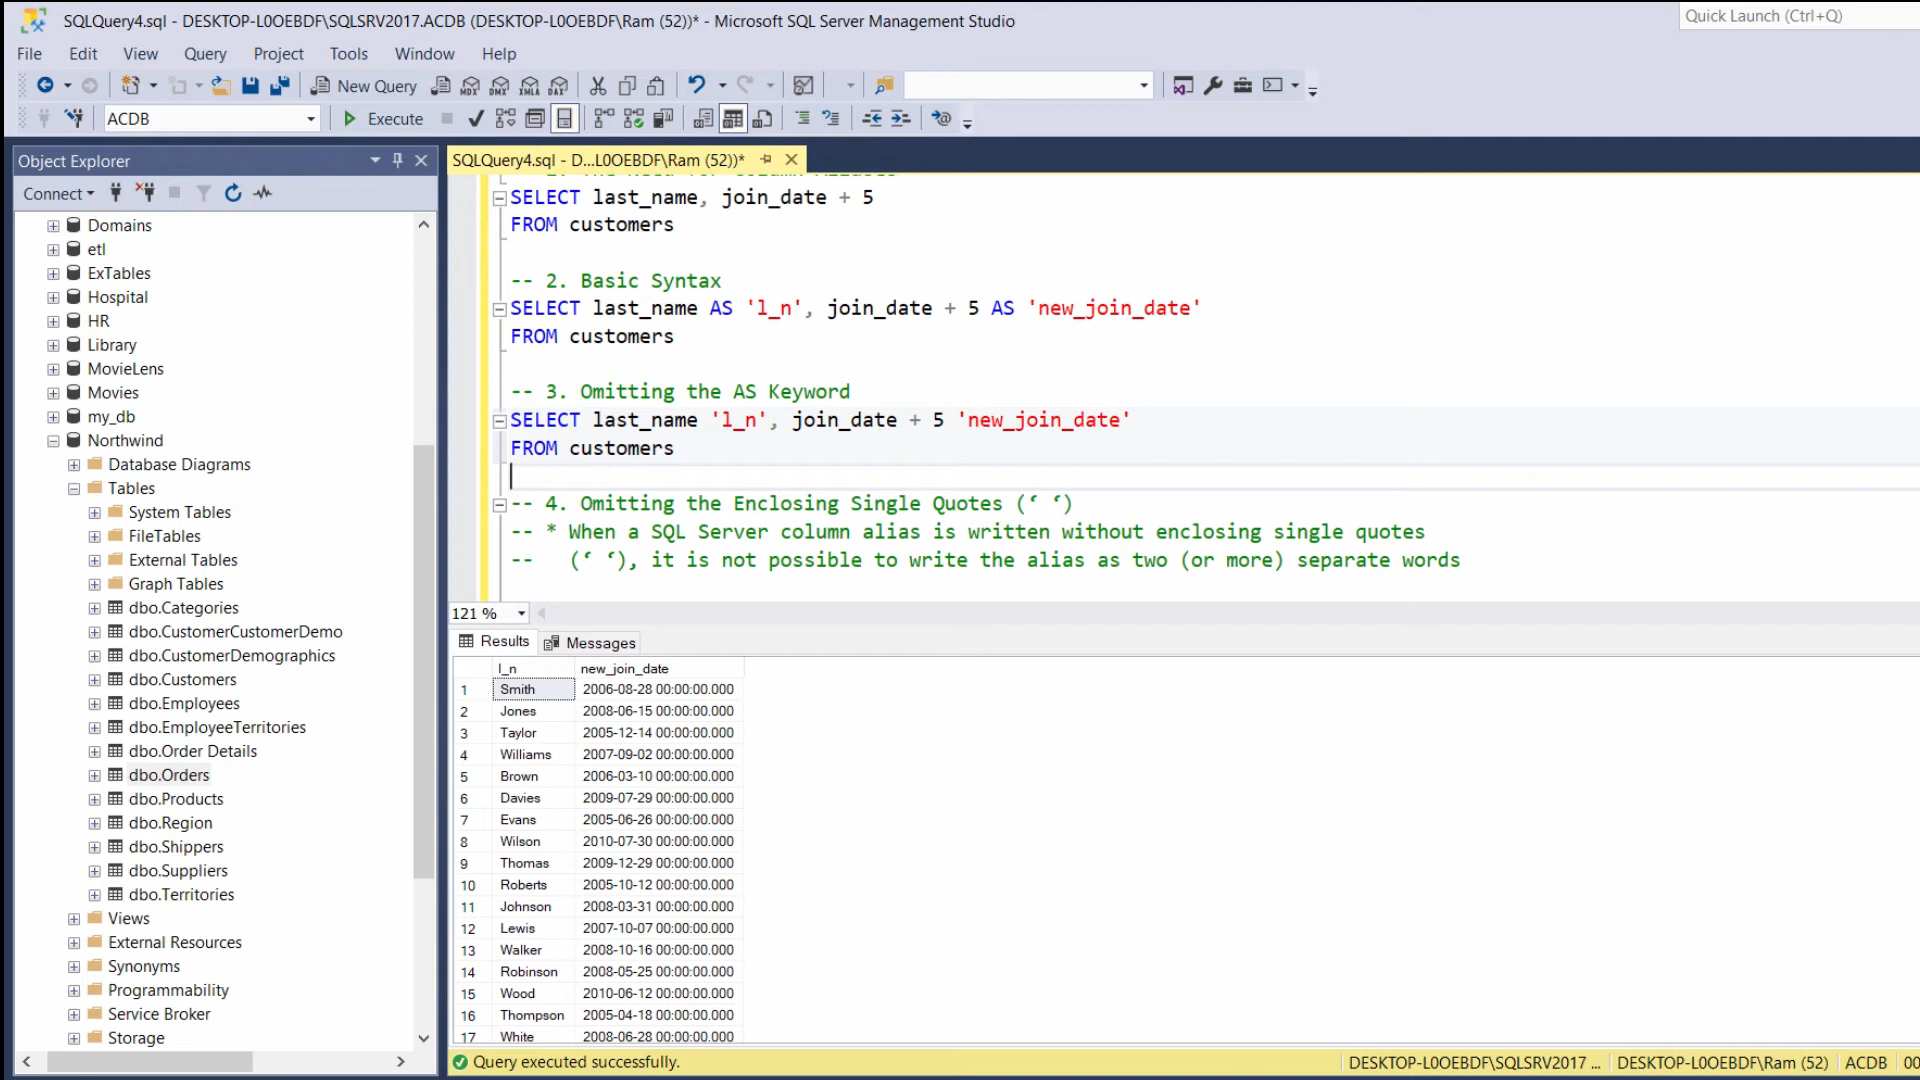 SQLQuery4.sql - DESKTOP-L0OEBDF\SQLSRV2017.ACDB (DESKTOP-L0OEBDF\Ram (52))* - Microsoft SQL Server Management Studio
Quick Launch (Ctrl+Q)
File Edit View Query Project Tools Window Help
New Query MDX DMX XMLA DAX
ACDB Execute
Object Explorer
Connect
Domains
etl
ExTables
Hospital
HR
Library
MovieLens
Movies
my_db
Northwind
Database Diagrams
Tables
System Tables
FileTables
External Tables
Graph Tables
dbo.Categories
dbo.CustomerCustomerDemo
dbo.CustomerDemographics
dbo.Customers
dbo.Employees
dbo.EmployeeTerritories
dbo.Order Details
dbo.Orders
dbo.Products
dbo.Region
dbo.Shippers
dbo.Suppliers
dbo.Territories
Views
External Resources
Synonyms
Programmability
Service Broker
Storage
SQLQuery4.sql - D...L0OEBDF\Ram (52))*
SELECT last_name, join_date + 5
FROM customers
-- 2. Basic Syntax
SELECT last_name AS 'l_n', join_date + 5 AS 'new_join_date'
FROM customers
-- 3. Omitting the AS Keyword
SELECT last_name 'l_n', join_date + 5 'new_join_date'
FROM customers
-- 4. Omitting the Enclosing Single Quotes (‘ ‘)
-- * When a SQL Server column alias is written without enclosing single quotes
--   (‘ ‘), it is not possible to write the alias as two (or more) separate words
121 %
Results Messages
l_n new_join_date
1 Smith 2006-08-28 00:00:00.000
2 Jones 2008-06-15 00:00:00.000
3 Taylor 2005-12-14 00:00:00.000
4 Williams 2007-09-02 00:00:00.000
5 Brown 2006-03-10 00:00:00.000
6 Davies 2009-07-29 00:00:00.000
7 Evans 2005-06-26 00:00:00.000
8 Wilson 2010-07-30 00:00:00.000
9 Thomas 2009-12-29 00:00:00.000
10 Roberts 2005-10-12 00:00:00.000
11 Johnson 2008-03-31 00:00:00.000
12 Lewis 2007-10-07 00:00:00.000
13 Walker 2008-10-16 00:00:00.000
14 Robinson 2008-05-25 00:00:00.000
15 Wood 2010-06-12 00:00:00.000
16 Thompson 2005-04-18 00:00:00.000
17 White 2008-06-28 00:00:00.000
Query executed successfully.
DESKTOP-L0OEBDF\SQLSRV2017 ... DESKTOP-L0OEBDF\Ram (52) ACDB 00